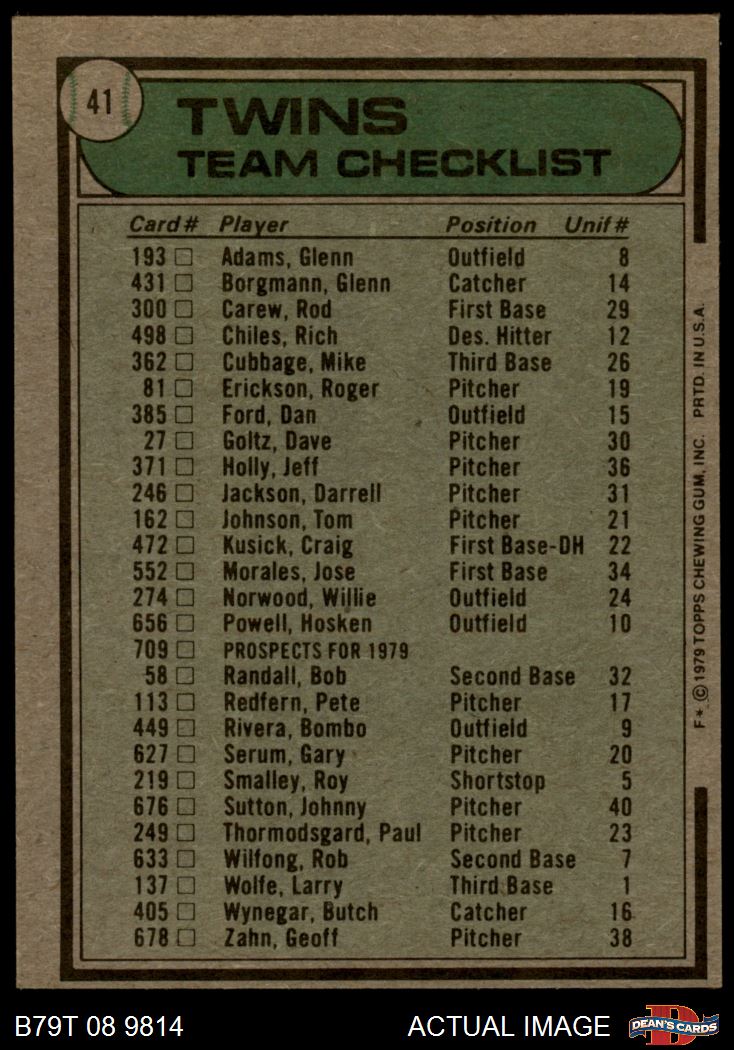 41
TWINS
TEAM CHECKLIST
Card # Player Position Unif #
193 Adams, Glenn Outfield 8
431 Borgmann, Glenn Catcher 14
300 Carew, Rod First Base 29
498 Chiles, Rich Des. Hitter 12
362 Cubbage, Mike Third Base 26
81 Erickson, Roger Pitcher 19
385 Ford, Dan Outfield 15
27 Goltz, Dave Pitcher 30
371 Holly, Jeff Pitcher 36
246 Jackson, Darrell Pitcher 31
162 Johnson, Tom Pitcher 21
472 Kusick, Craig First Base-DH 22
552 Morales, Jose First Base 34
274 Norwood, Willie Outfield 24
656 Powell, Hosken Outfield 10
709 PROSPECTS FOR 1979
58 Randall, Bob Second Base 32
113 Redfern, Pete Pitcher 17
449 Rivera, Bombo Outfield 9
627 Serum, Gary Pitcher 20
219 Smalley, Roy Shortstop 5
676 Sutton, Johnny Pitcher 40
249 Thormodsgard, Paul Pitcher 23
633 Wilfong, Rob Second Base 7
137 Wolfe, Larry Third Base 1
405 Wynegar, Butch Catcher 16
678 Zahn, Geoff Pitcher 38
F* © 1979 TOPPS CHEWING GUM, INC. PRTD. IN U.S.A.
B79T 08 9814 ACTUAL IMAGE
DEAN'S CARDS